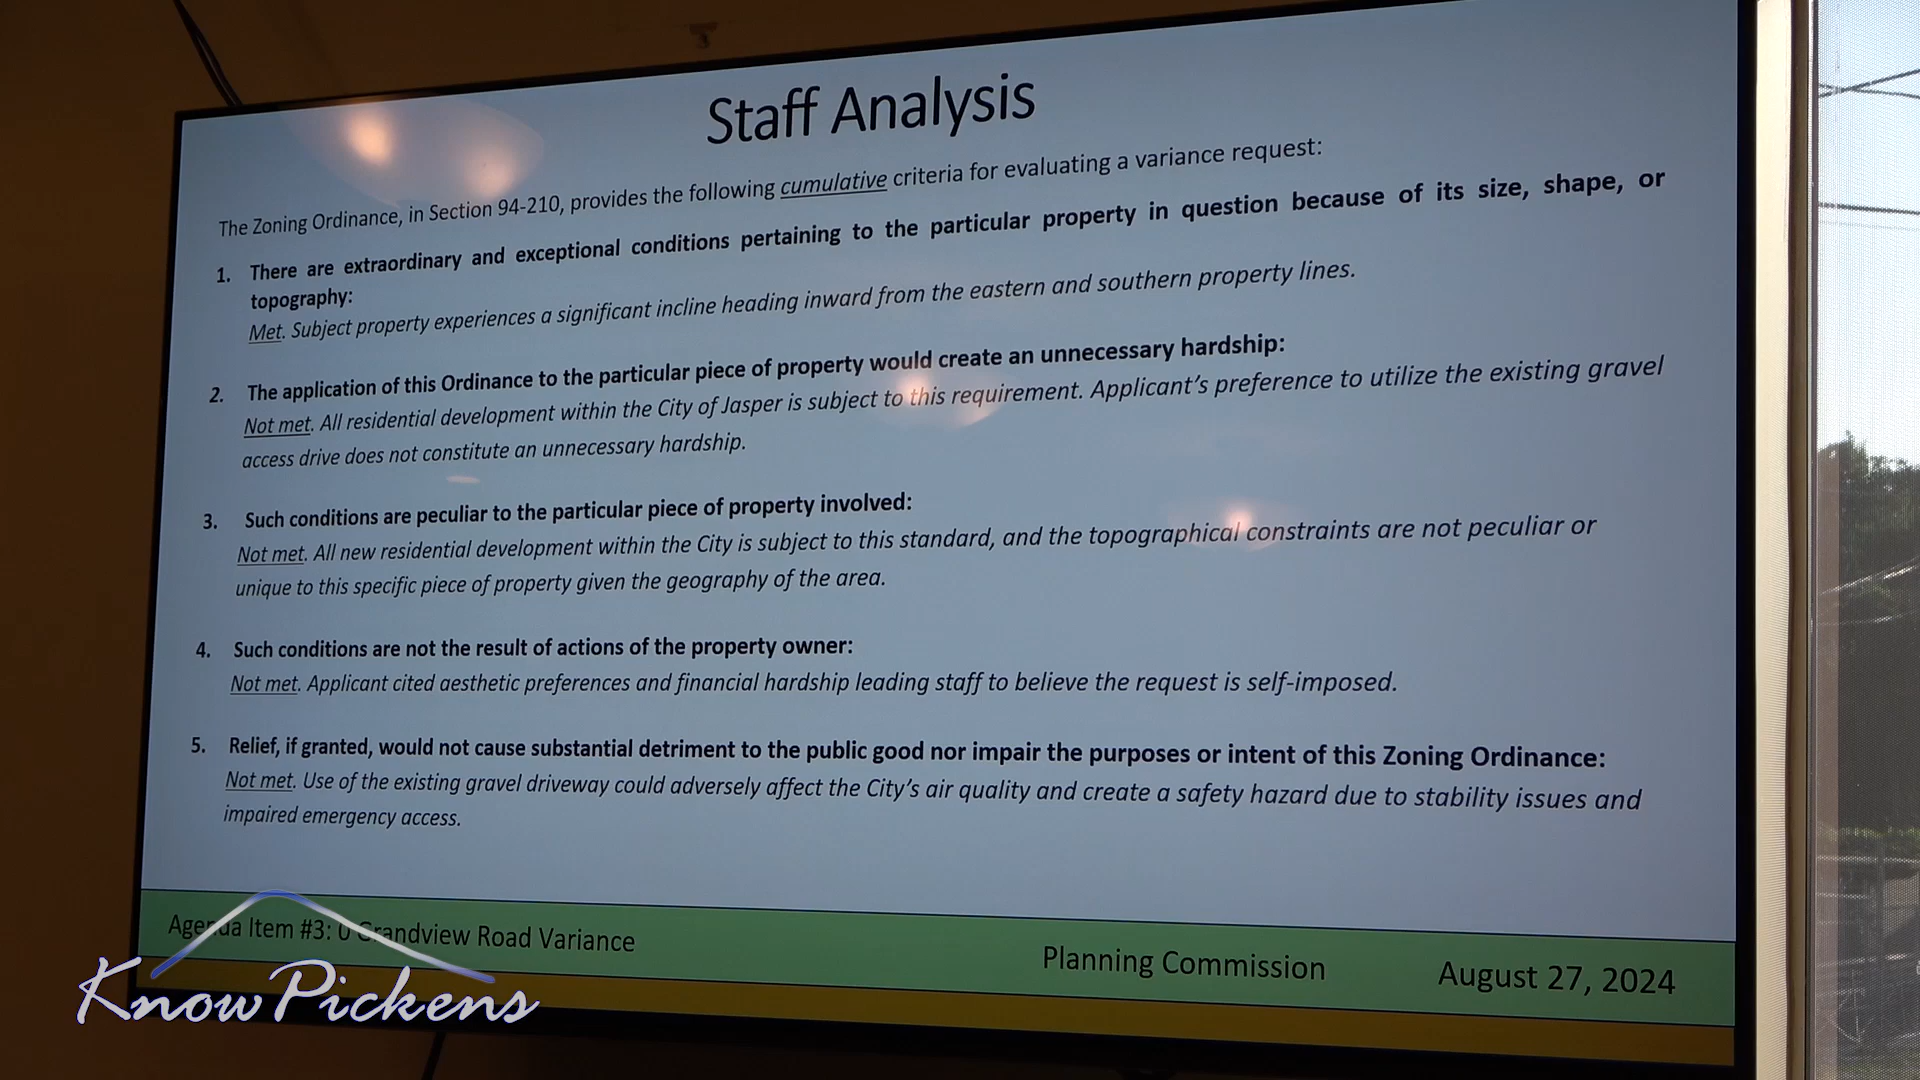 Staff Analysis
The Zoning Ordinance, in Section 94-210, provides the following cumulative criteria for evaluating a variance request:
1. There are extraordinary and exceptional conditions pertaining to the particular property in question because of its size, shape, or
topography:
Met. Subject property experiences a significant incline heading inward from the eastern and southern property lines.
2. The application of this Ordinance to the particular piece of property would create an unnecessary hardship:
Not met. All residential development within the City of Jasper is subject to this requirement. Applicant's preference to utilize the existing gravel
access drive does not constitute an unnecessary hardship.
3. Such conditions are peculiar to the particular piece of property involved:
Not met. All new residential development within the City is subject to this standard, and the topographical constraints are not peculiar or
unique to this specific piece of property given the geography of the area.
4. Such conditions are not the result of actions of the property owner:
Not met. Applicant cited aesthetic preferences and financial hardship leading staff to believe the request is self-imposed.
5. Relief, if granted, would not cause substantial detriment to the public good nor impair the purposes or intent of this Zoning Ordinance:
Not met. Use of the existing gravel driveway could adversely affect the City's air quality and create a safety hazard due to stability issues and
impaired emergency access.
Agenda Item #3: 0 Grandview Road Variance
Planning Commission
August 27, 2024
KnowPickens